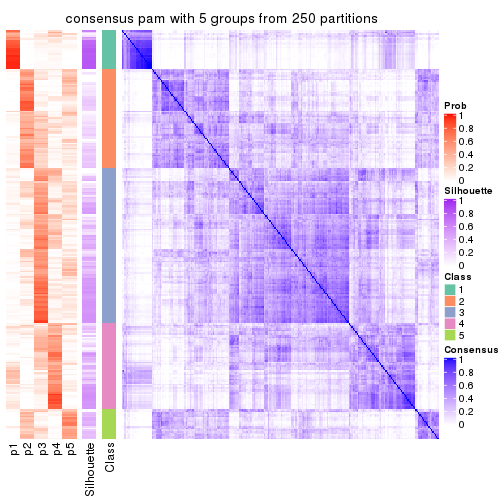 consensus pam with 5 groups from 250 partitions
Prob
1
0.8
0.6
0.4
0.2
0
Silhouette
1
0.8
0.6
0.4
0.2
0
Class
1
2
3
4
5
Consensus
1
0.8
0.6
0.4
0.2
0
p1
p2
p3
p4
p5
Silhouette
Class